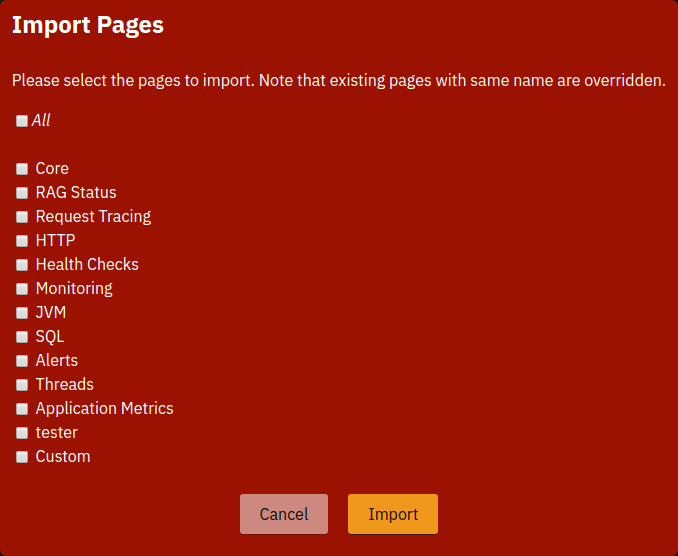 Import Pages
Please select the pages to import. Note that existing pages with same name are overridden.
All
Core
RAG Status
Request Tracing
HTTP
Health Checks
Monitoring
JVM
SQL
Alerts
Threads
Application Metrics
tester
Custom
Cancel Import